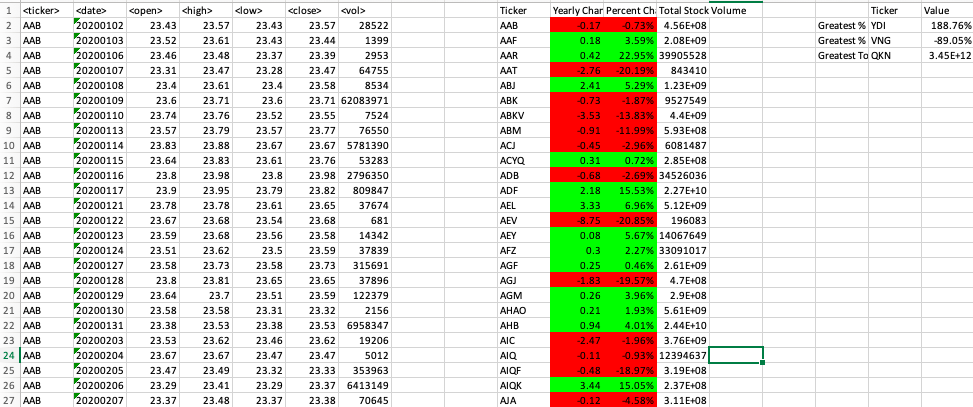 1 <ticker> <date> <open> <high> <low> <close> <vol> Ticker Yearly Char Percent Cha Total Stock Volume Ticker Value
2 AAB 20200102 23.43 23.57 23.43 23.57 28522 AAB -0.17 -0.73% 4.56E+08 Greatest % YDI 188.76%
3 AAB 20200103 23.52 23.61 23.43 23.44 1399 AAF 0.18 3.59% 2.08E+09 Greatest % VNG -89.05%
4 AAB 20200106 23.46 23.48 23.37 23.39 2953 AAR 0.42 22.95% 39905528 Greatest To QKN 3.45E+12
5 AAB 20200107 23.31 23.47 23.28 23.47 64755 AAT -2.76 -20.19% 843410
6 AAB 20200108 23.4 23.61 23.4 23.58 8534 ABJ 2.41 5.29% 1.23E+09
7 AAB 20200109 23.6 23.71 23.6 23.71 62083971 ABK -0.73 -1.87% 9527549
8 AAB 20200110 23.74 23.76 23.52 23.55 7524 ABKV -3.53 -13.83% 4.4E+09
9 AAB 20200113 23.52 23.79 23.57 23.77 76550 ABM -0.91 -11.99% 5.93E+08
10 AAB 20200114 23.83 23.88 23.67 23.67 5781390 ACJ -0.45 -2.96% 6081487
11 AAB 20200115 23.64 23.83 23.61 23.76 53283 ACYQ 0.31 0.72% 2.85E+08
12 AAB 20200116 23.8 23.98 23.8 23.98 2796350 ADB -0.68 -2.69% 34526036
13 AAB 20200117 23.9 23.95 23.79 23.82 809847 ADF 2.18 15.53% 2.27E+10
14 AAB 20200121 23.78 23.78 23.61 23.65 37674 AEL 3.33 6.96% 5.12E+09
15 AAB 20200122 23.67 23.68 23.54 23.68 681 AEV -8.75 -20.85% 196083
16 AAB 20200123 23.59 23.68 23.56 23.58 14342 AEY 0.08 5.67% 14067649
17 AAB 20200124 23.51 23.62 23.5 23.59 37839 AFZ 0.3 2.27% 33091017
18 AAB 20200127 23.58 23.73 23.58 23.73 315691 AGF 0.25 0.46% 2.61E+09
19 AAB 20200128 23.8 23.81 23.65 23.65 37896 AGJ -1.83 -19.57% 4.7E+08
20 AAB 20200129 23.64 23.7 23.51 23.59 122379 AGM 0.26 3.96% 2.9E+08
21 AAB 20200130 23.58 23.58 23.31 23.32 2156 AHAO 0.21 1.93% 5.61E+09
22 AAB 20200131 23.38 23.53 23.38 23.53 6958347 AHB 0.94 4.01% 2.44E+10
23 AAB 20200203 23.53 23.62 23.46 23.62 19206 AIC -2.47 -1.96% 3.76E+09
24 AAB 20200204 23.67 23.67 23.47 23.47 5012 AIQ -0.11 -0.93% 12394637
25 AAB 20200205 23.47 23.49 23.32 23.33 353963 AIQF -0.48 -18.97% 3.19E+08
26 AAB 20200206 23.29 23.41 23.29 23.37 6413149 AIQK 3.44 15.05% 2.37E+08
27 AAB 20200207 23.37 23.48 23.37 23.38 70645 AJA -0.12 -4.58% 3.11E+08